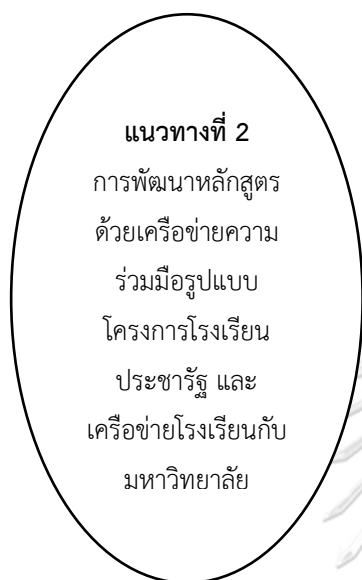 แนวทางที่ 2
การพัฒนาหลักสูตร
ด้วยเครือข่ายความ
ร่วมมือรูปแบบ
โครงการโรงเรียน
ประชารัฐ และ
เครือข่ายโรงเรียนกับ
มหาวิทยาลัย